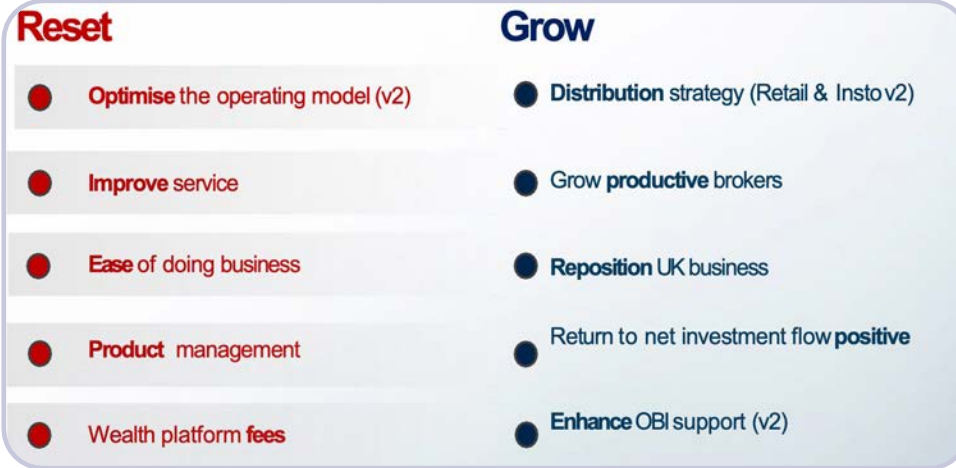 Reset
Optimise the operating model (v2)
Improve service
Ease of doing business
Product management
Wealth platform fees
Grow
Distribution strategy (Retail & Insto v2)
Grow productive brokers
Reposition UK business
Return to net investment flow positive
Enhance OBI support (v2)